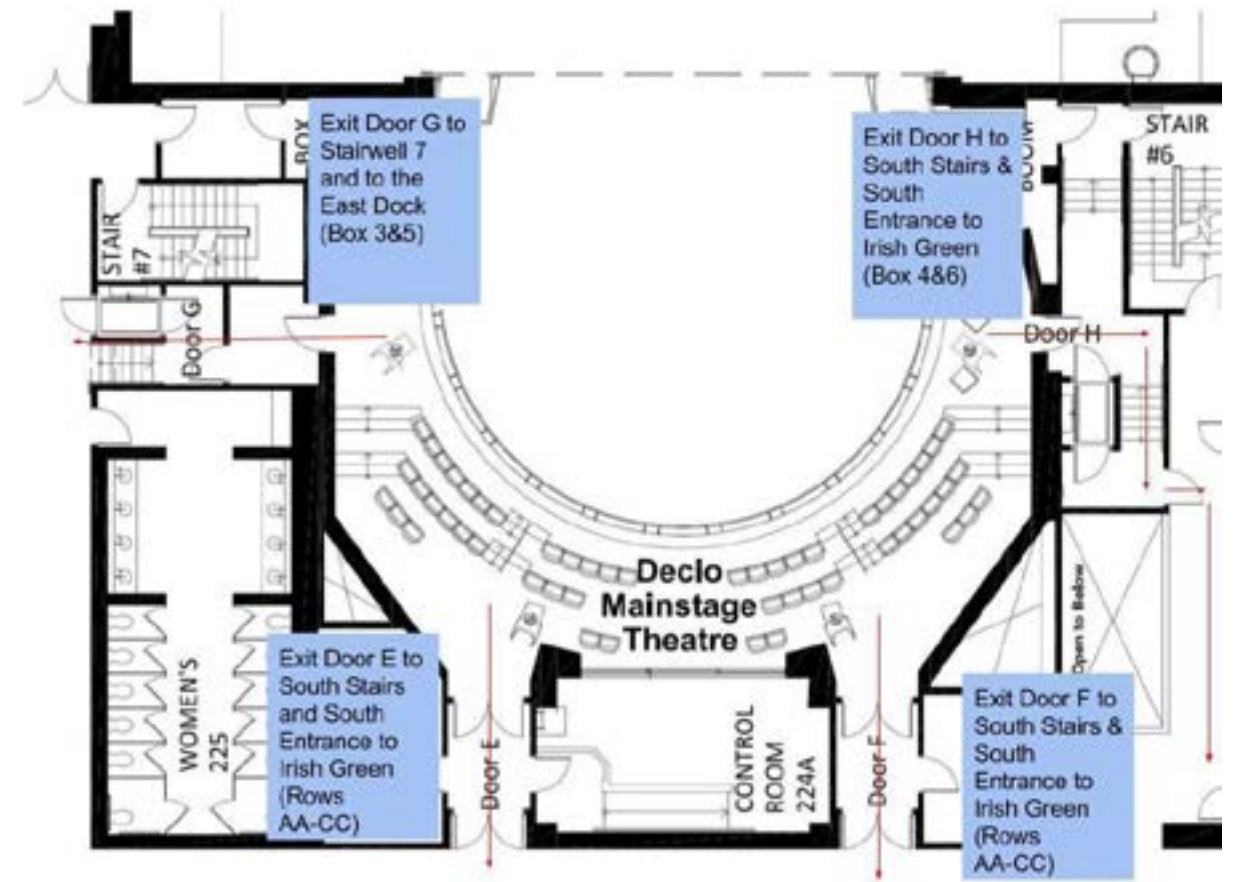 Exit Door G to
Stairwell 7
and to the
East Dock
(Box 3&5)
BOX
Exit Door H to
South Stairs &
South
Entrance to
Irish Green
(Box 4&6)
STAIR
#6
STAIR
#7
Door G
Door H
Declo
Mainstage
Theatre
Open to Below
Exit Door E to
South Stairs
and South
Entrance to
Irish Green
(Rows
AA-CC)
WOMEN'S
225
Door E
CONTROL
ROOM
224A
Door F
Exit Door F to
South Stairs &
South
Entrance to
Irish Green
(Rows
AA-CC)